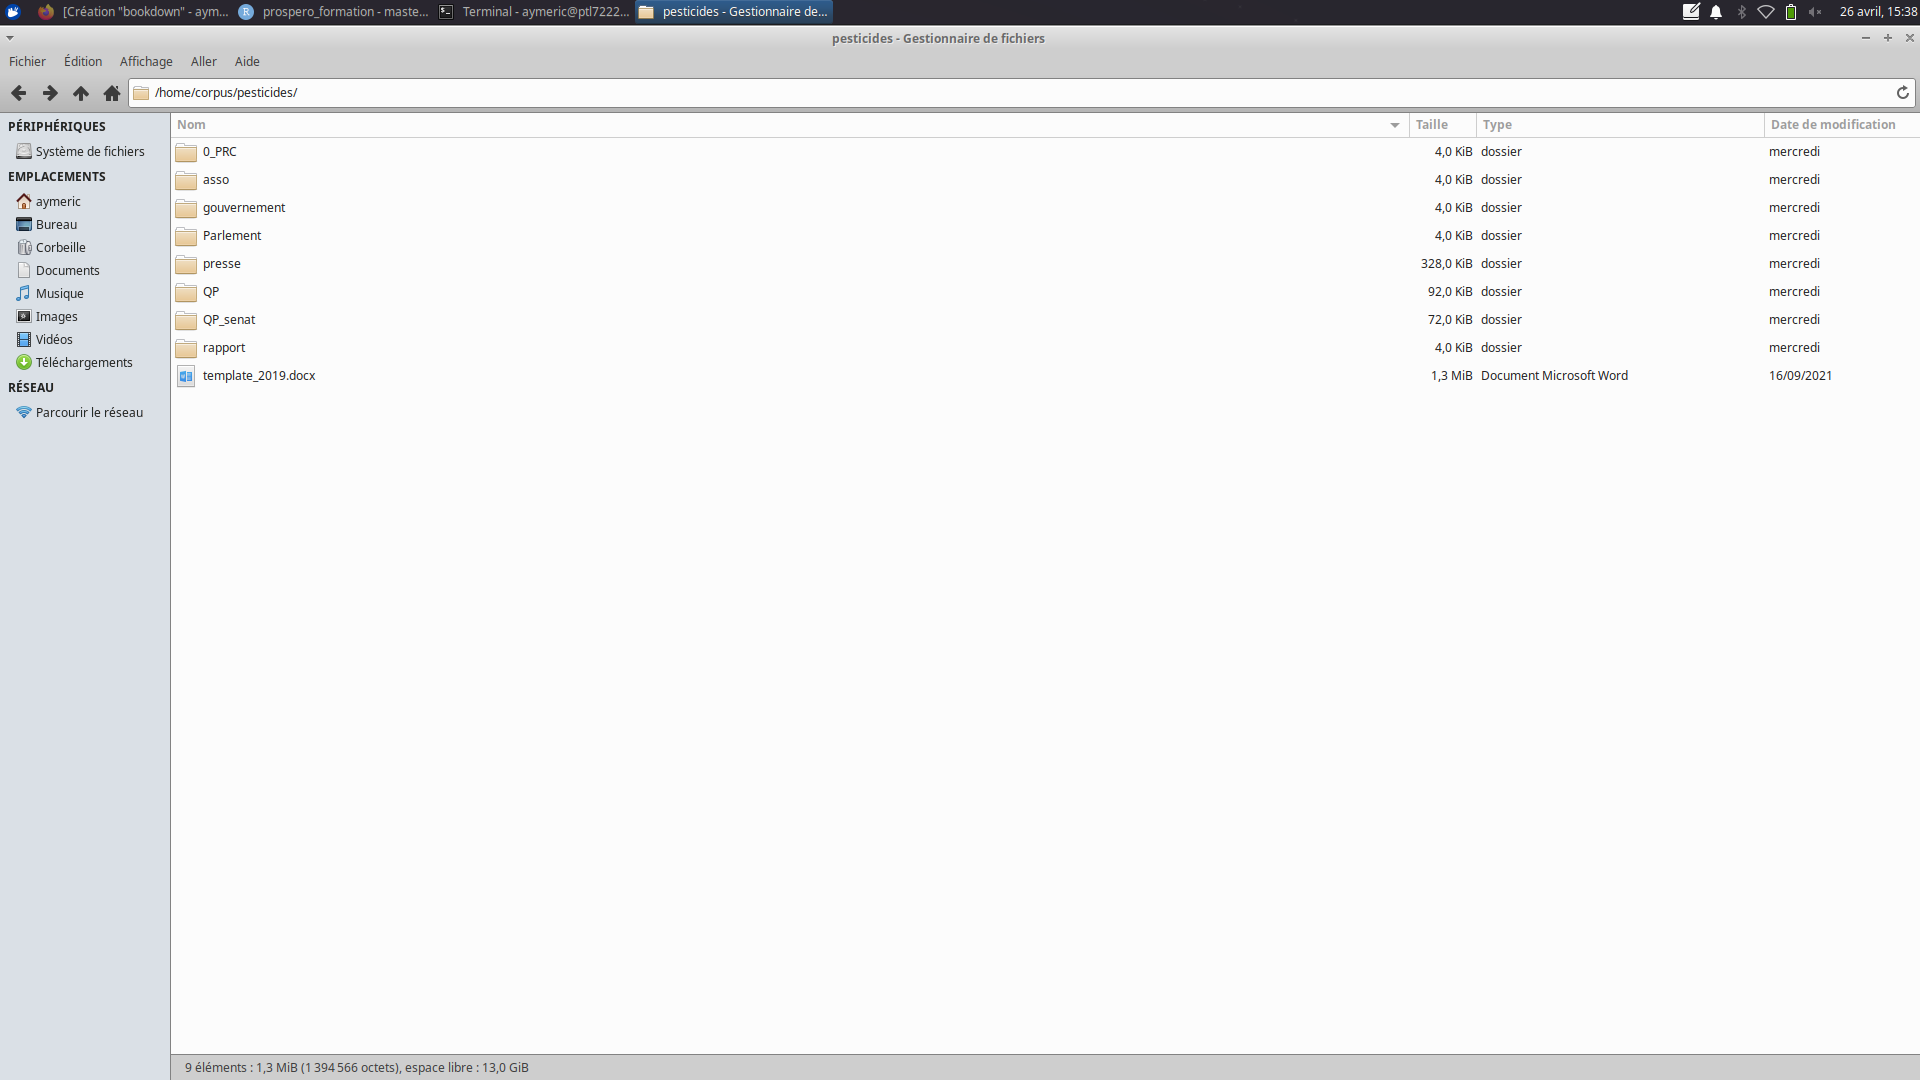 [Création "bookdown" - aym... prospero_formation - maste... Terminal - aymeric@ptl7222... pesticides - Gestionnaire de... 26 avril, 15:38
pesticides - Gestionnaire de fichiers
Fichier Édition Affichage Aller Aide
/home/corpus/pesticides/
PÉRIPHÉRIQUES
Système de fichiers
EMPLACEMENTS
aymeric
Bureau
Corbeille
Documents
Musique
Images
Vidéos
Téléchargements
RÉSEAU
Parcourir le réseau
Nom Taille Type Date de modification
0_PRC 4,0 KiB dossier mercredi
asso 4,0 KiB dossier mercredi
gouvernement 4,0 KiB dossier mercredi
Parlement 4,0 KiB dossier mercredi
presse 328,0 KiB dossier mercredi
QP 92,0 KiB dossier mercredi
QP_senat 72,0 KiB dossier mercredi
rapport 4,0 KiB dossier mercredi
template_2019.docx 1,3 MiB Document Microsoft Word 16/09/2021
9 éléments : 1,3 MiB (1 394 566 octets), espace libre : 13,0 GiB